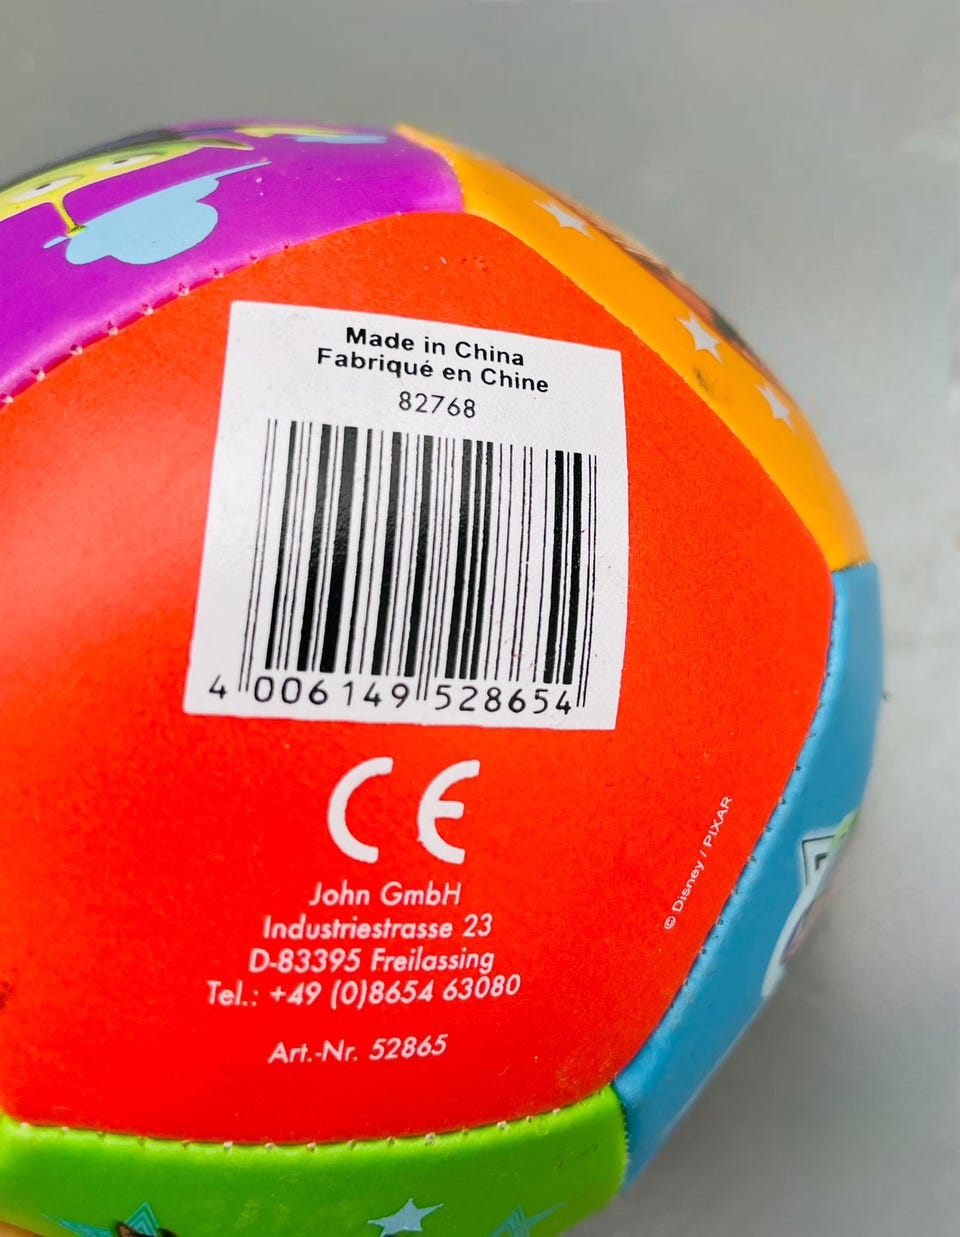 Made in China
Fabriqué en Chine
82768
4 006149 528654
CE
John GmbH
Industriestrasse 23
D-83395 Freilassing
Tel.: +49 (0)8654 63080
Art.-Nr. 52865
© Disney / PIXAR